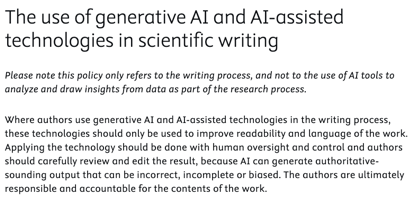 The use of generative AI and AI-assisted
technologies in scientific writing
Please note this policy only refers to the writing process, and not to the use of AI tools to
analyze and draw insights from data as part of the research process.
Where authors use generative AI and AI-assisted technologies in the writing process,
these technologies should only be used to improve readability and language of the work.
Applying the technology should be done with human oversight and control and authors
should carefully review and edit the result, because AI can generate authoritative-
sounding output that can be incorrect, incomplete or biased. The authors are ultimately
responsible and accountable for the contents of the work.